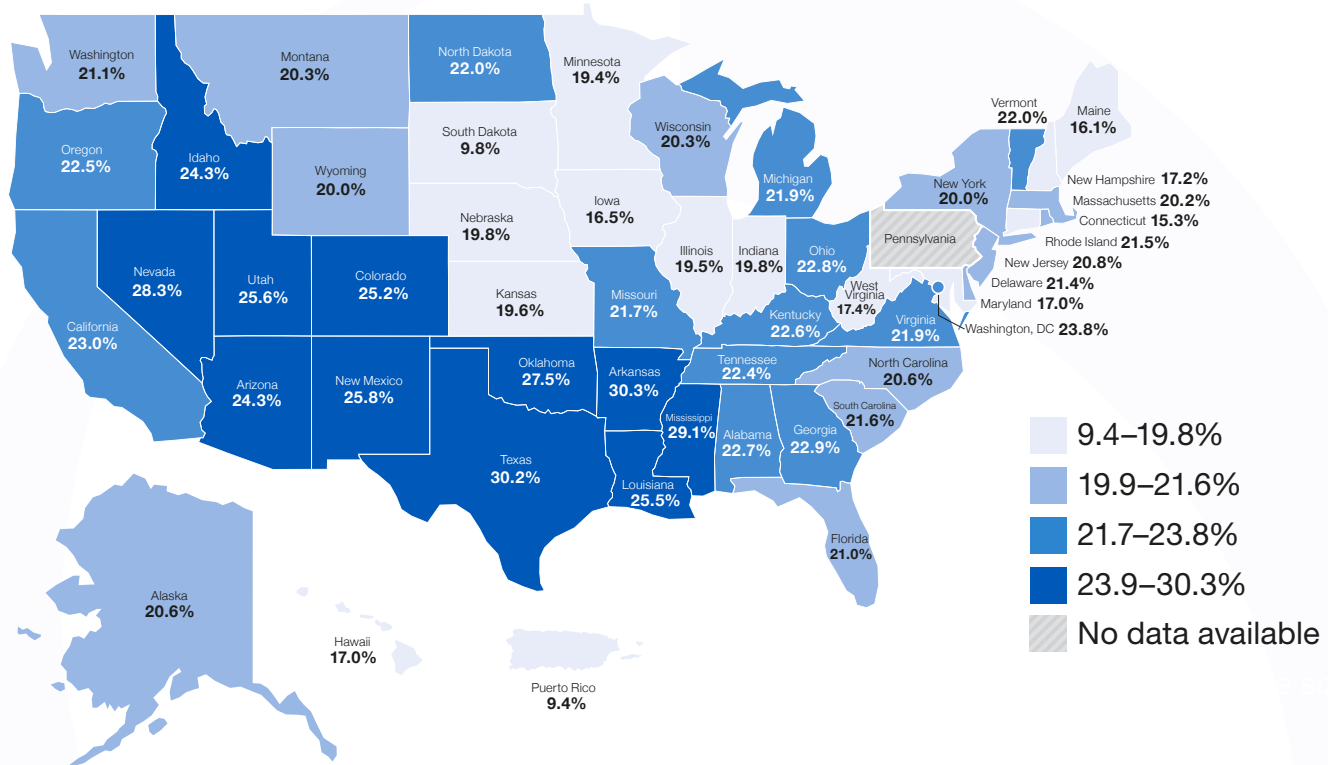 Washington
21.1%
Montana
20.3%
North Dakota
22.0%
Minnesota
19.4%
Vermont
22.0%
Maine
16.1%
Oregon
22.5%
Idaho
24.3%
Wyoming
20.0%
South Dakota
9.8%
Wisconsin
20.3%
Michigan
21.9%
New York
20.0%
New Hampshire 17.2%
Massachusetts 20.2%
Connecticut 15.3%
Rhode Island 21.5%
New Jersey 20.8%
Delaware 21.4%
Maryland 17.0%
Washington, DC 23.8%
Nebraska
19.8%
Iowa
16.5%
Illinois
19.5%
Indiana
19.8%
Ohio
22.8%
Pennsylvania
Nevada
28.3%
Utah
25.6%
Colorado
25.2%
Kansas
19.6%
Missouri
21.7%
West
Virginia
17.4%
Kentucky
22.6%
Virginia
21.9%
California
23.0%
Arizona
24.3%
New Mexico
25.8%
Oklahoma
27.5%
Arkansas
30.3%
Tennessee
22.4%
North Carolina
20.6%
South Carolina
21.6%
Mississippi
29.1%
Alabama
22.7%
Georgia
22.9%
Texas
30.2%
Louisiana
25.5%
Florida
21.0%
Alaska
20.6%
Hawaii
17.0%
Puerto Rico
9.4%
9.4–19.8%
19.9–21.6%
21.7–23.8%
23.9–30.3%
No data available